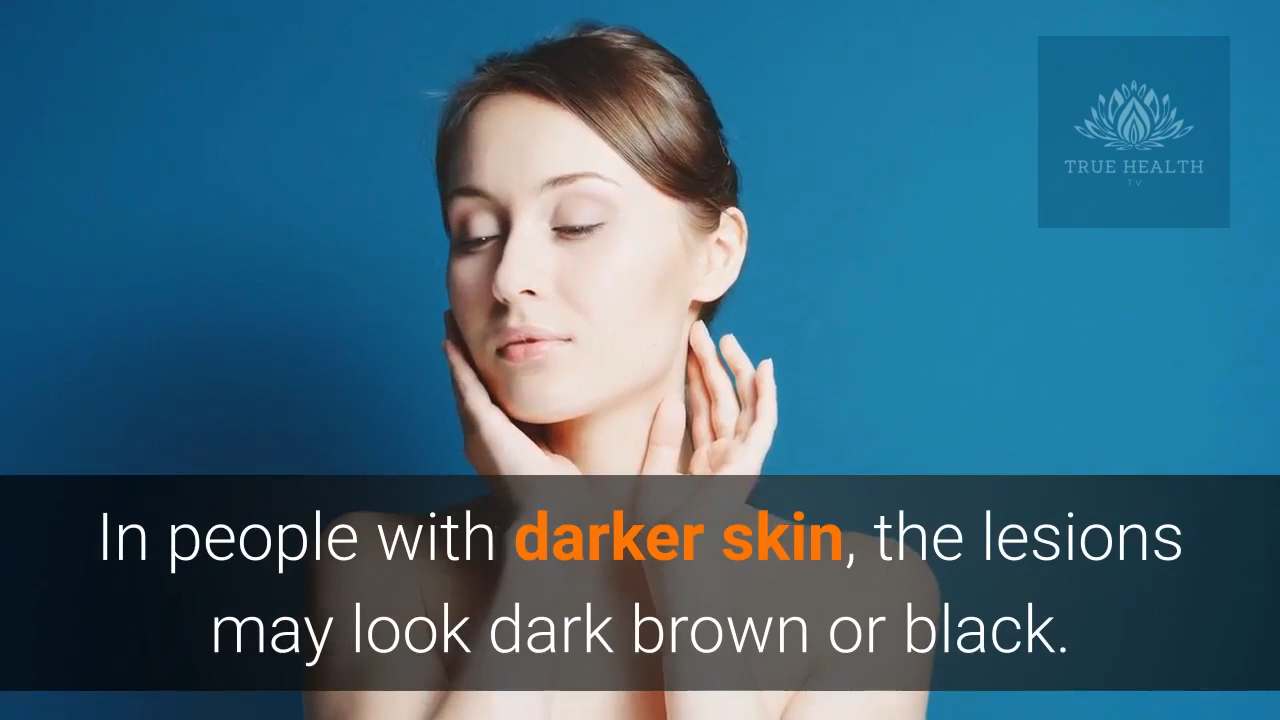 TRUE HEALTH
TV
In people with darker skin, the lesions
may look dark brown or black.